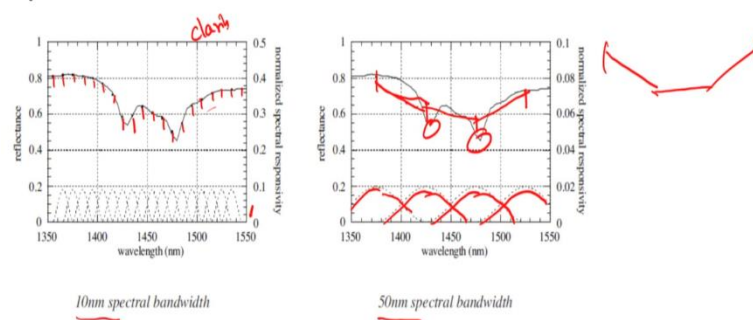 clarit
1 0.5 1 0.1
0.8 0.4 0.8 0.08
0.6 0.3 0.6 0.06
0.4 0.2 0.4 0.04
0.2 0.1 0.2 0.02
0 0 0 0
reflectance normalized spectral responsivity reflectance normalized spectral responsivity
1350 1400 1450 1500 1550 1350 1400 1450 1500 1550
wavelength (nm) wavelength (nm)
10nm spectral bandwidth 50nm spectral bandwidth